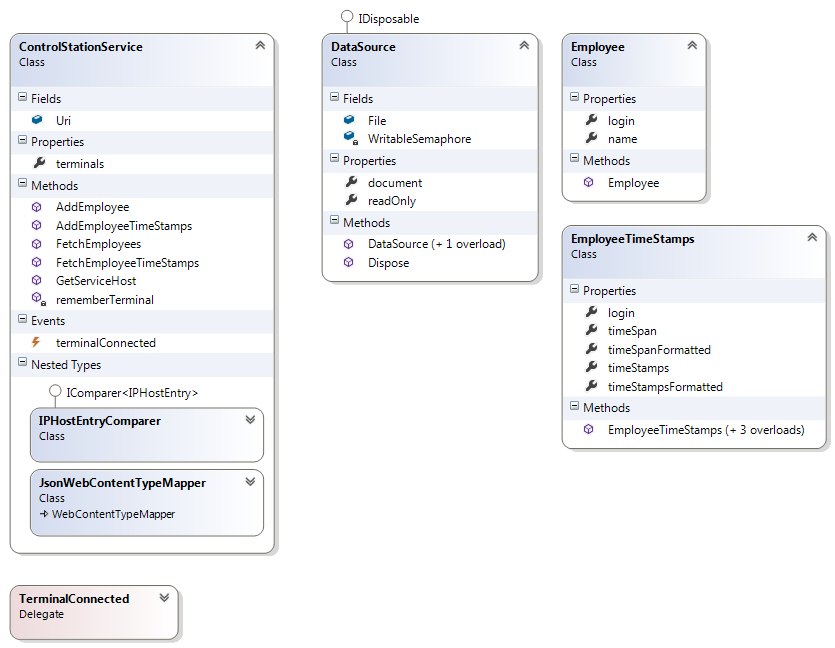 ControlStationService
Class
Fields
Uri
Properties
terminals
Methods
AddEmployee
AddEmployeeTimeStamps
FetchEmployees
FetchEmployeeTimeStamps
GetServiceHost
rememberTerminal
Events
terminalConnected
Nested Types
IComparer<IPHostEntry>
IPHostEntryComparer
Class
JsonWebContentTypeMapper
Class
WebContentTypeMapper
TerminalConnected
Delegate
IDisposable
DataSource
Class
Fields
File
WritableSemaphore
Properties
document
readOnly
Methods
DataSource (+ 1 overload)
Dispose
Employee
Class
Properties
login
name
Methods
Employee
EmployeeTimeStamps
Class
Properties
login
timeSpan
timeSpanFormatted
timeStamps
timeStampsFormatted
Methods
EmployeeTimeStamps (+ 3 overloads)